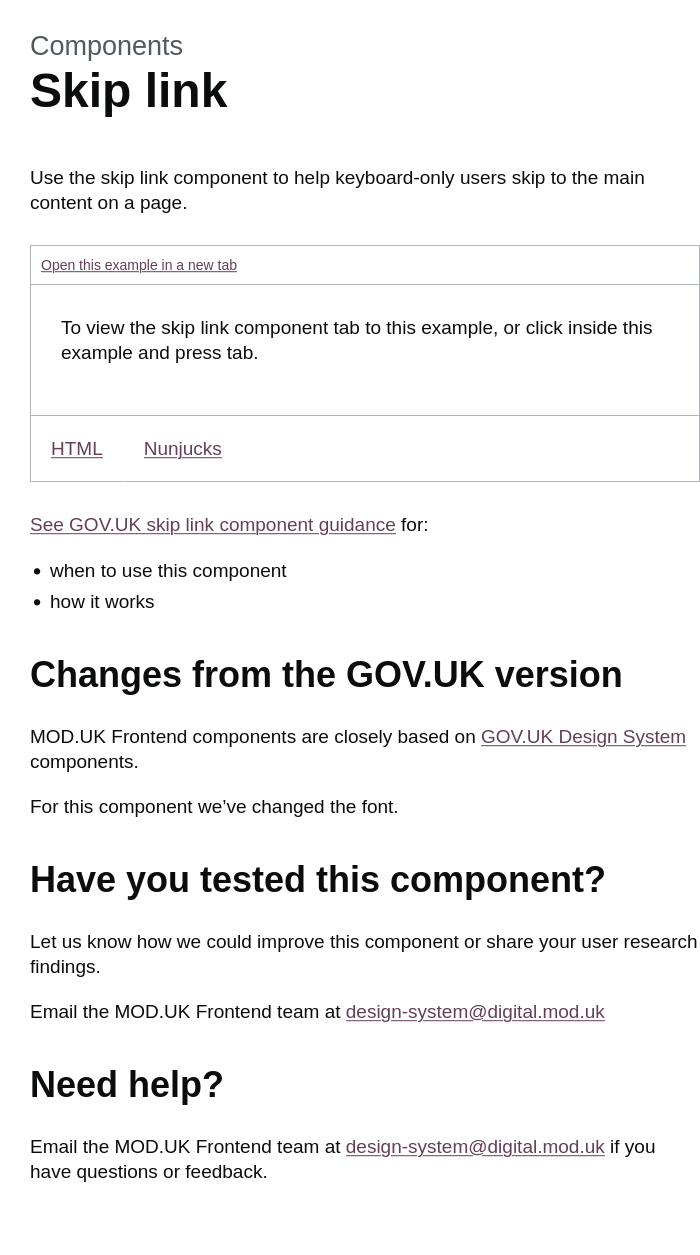 Components
Skip link
Use the skip link component to help keyboard-only users skip to the main
content on a page.
Open this example in a new tab
To view the skip link component tab to this example, or click inside this
example and press tab.
HTML Nunjucks
See GOV.UK skip link component guidance for:
• when to use this component
• how it works
Changes from the GOV.UK version
MOD.UK Frontend components are closely based on GOV.UK Design System
components.
For this component we’ve changed the font.
Have you tested this component?
Let us know how we could improve this component or share your user research
findings.
Email the MOD.UK Frontend team at design-system@digital.mod.uk
Need help?
Email the MOD.UK Frontend team at design-system@digital.mod.uk if you
have questions or feedback.